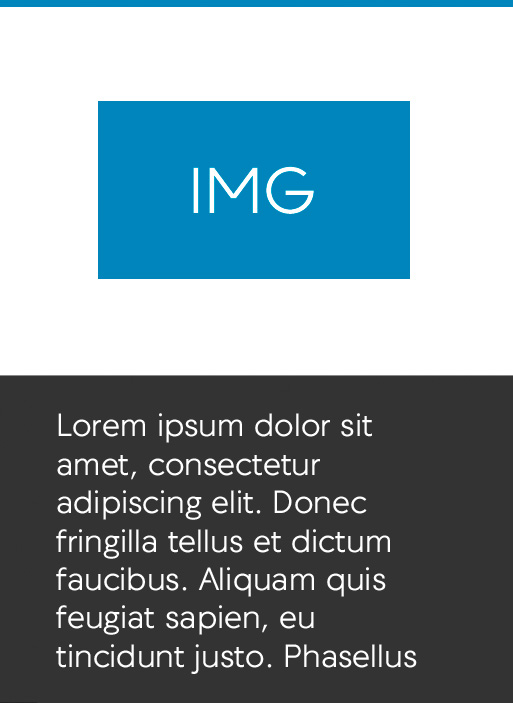 IMG
Lorem ipsum dolor sit
amet, consectetur
adipiscing elit. Donec
fringilla tellus et dictum
faucibus. Aliquam quis
feugiat sapien, eu
tincidunt justo. Phasellus